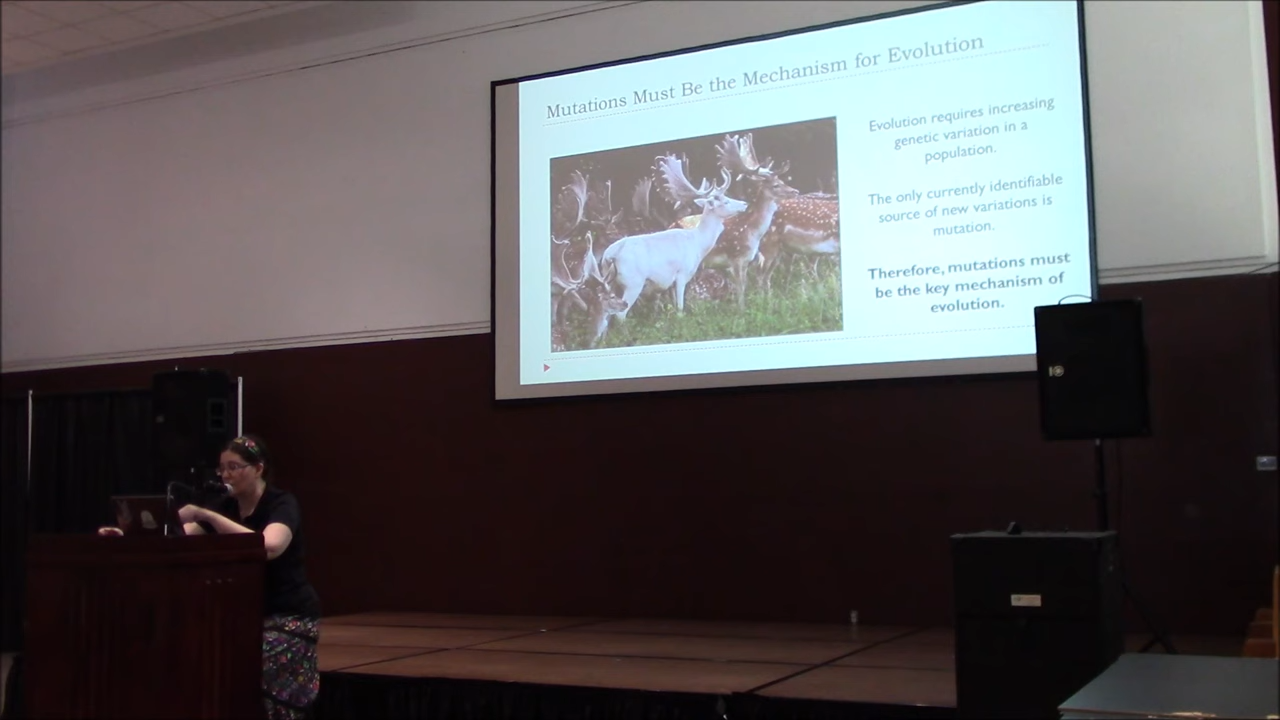 Mutations Must Be the Mechanism for Evolution
Evolution requires increasing
genetic variation in a
population.
The only currently identifiable
source of new variations is
mutation.
Therefore, mutations must
be the key mechanism of
evolution.